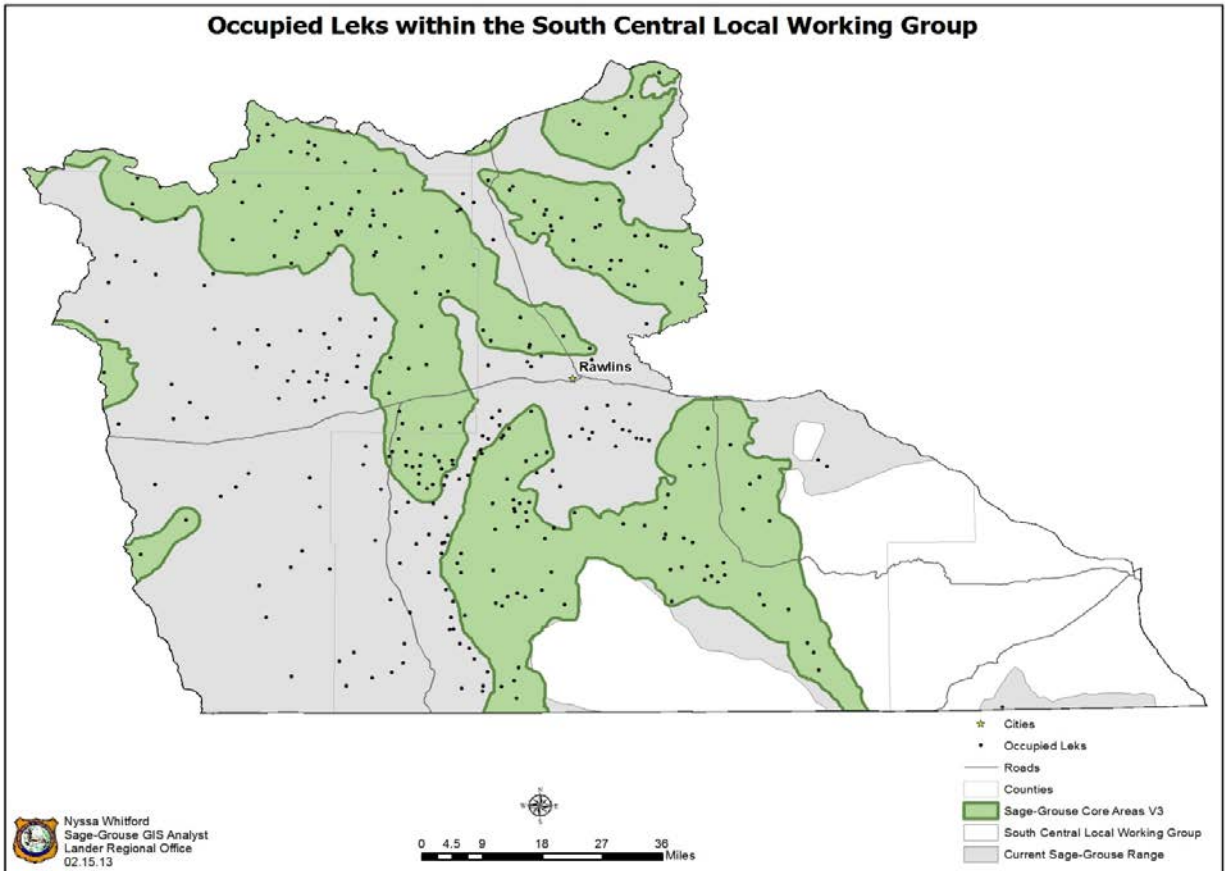 Occupied Leks within the South Central Local Working Group
Rawlins
Cities
Occupied Leks
Roads
Counties
Sage-Grouse Core Areas V3
South Central Local Working Group
Current Sage-Grouse Range
N
W E
S
0 4.5 9 18 27 36
Miles
Nyssa Whitford
Sage-Grouse GIS Analyst
Lander Regional Office
02.15.13